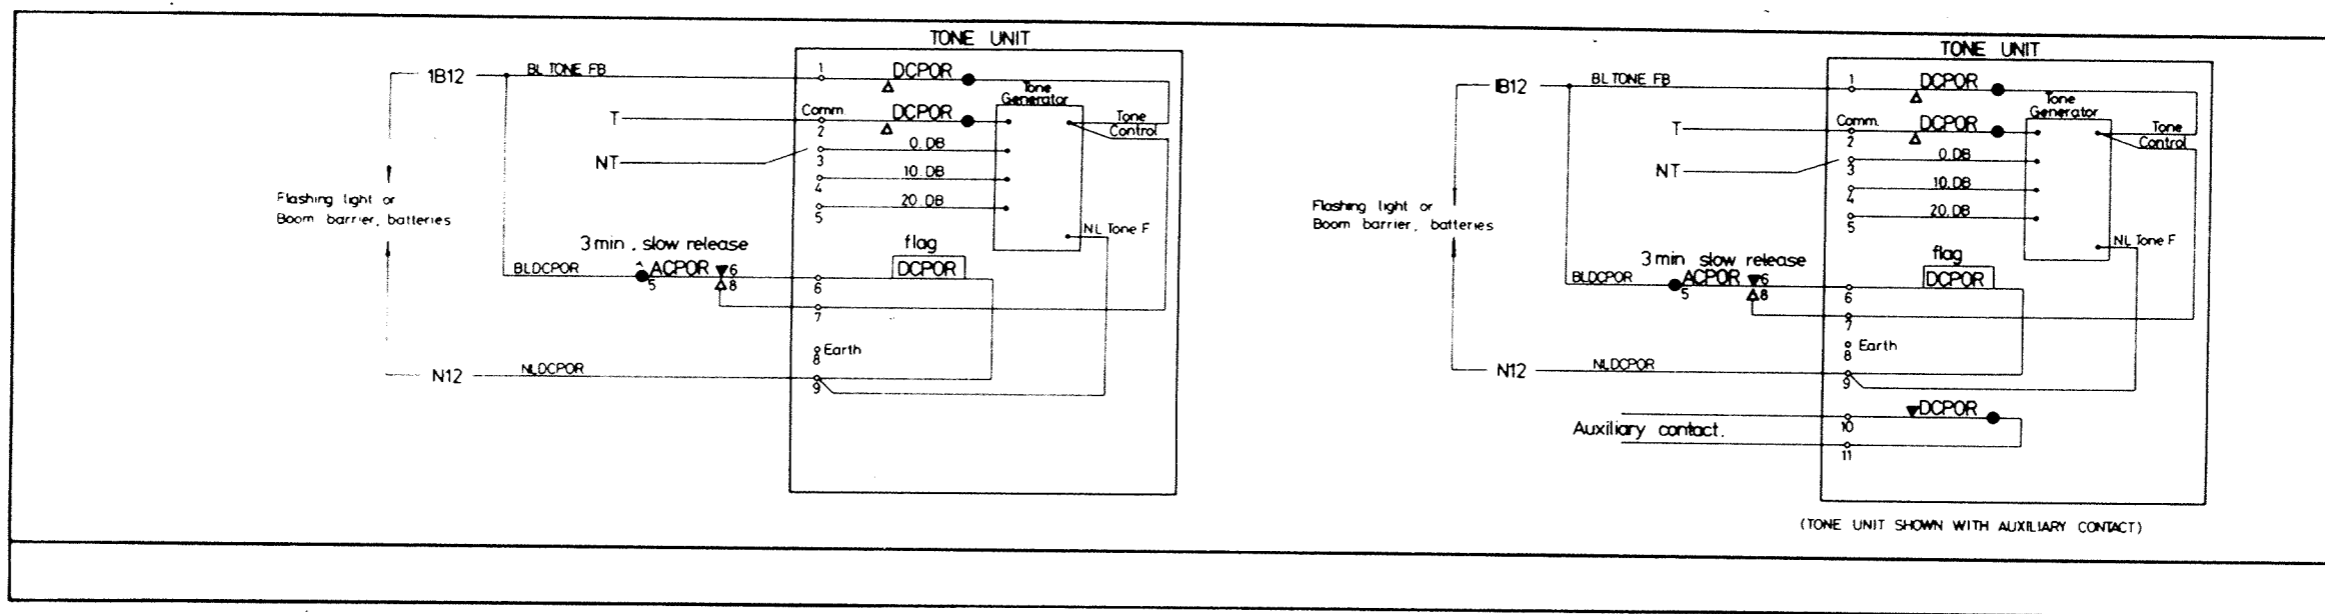 TONE UNIT
1B12
BL TONE FB
1
DCPOR
Tone
Generator
T
Comm.
2
DCPOR
Tone
Control
NT
3
0.DB
4
10.DB
5
20.DB
Flashing light or
Boom barrier, batteries
NL Tone F
3 min. slow release
flag
BLDCPOR
5
ACPOR
6
8
6
DCPOR
7
8
Earth
N12
NLDCPOR
9
TONE UNIT
1B12
BL TONE FB
1
DCPOR
Tone
Generator
T
Comm.
2
DCPOR
Tone
Control
NT
3
0.DB
4
10.DB
5
20.DB
Flashing light or
Boom barrier, batteries
NL Tone F
3 min slow release
flag
BLDCPOR
5
ACPOR
6
8
6
DCPOR
7
8
Earth
N12
NLDCPOR
9
DCPOR
10
Auxiliary contact.
11
(TONE UNIT SHOWN WITH AUXILIARY CONTACT)